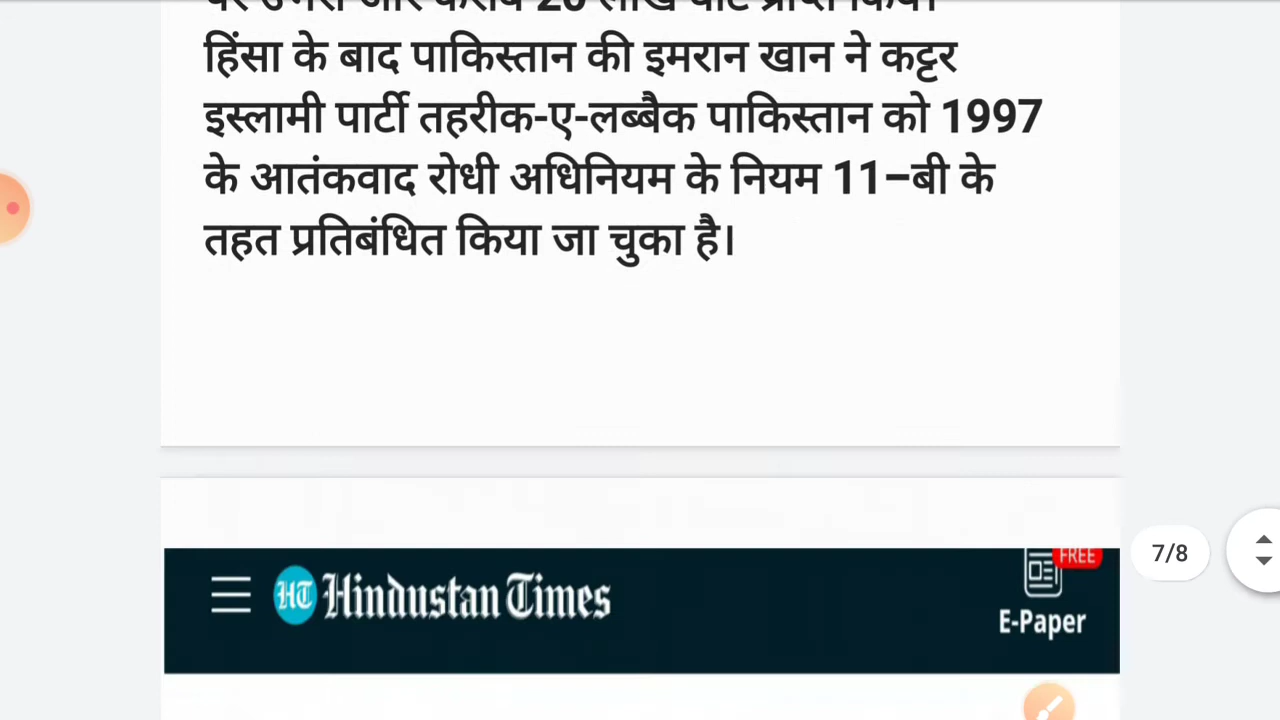 हिंसा के बाद पाकिस्तान की इमरान खान ने कट्टर
इस्लामी पार्टी तहरीक-ए-लब्बैक पाकिस्तान को 1997
के आतंकवाद रोधी अधिनियम के नियम 11–बी के
तहत प्रतिबंधित किया जा चुका है।
FREE
HT Hindustan Times
E-Paper
7/8